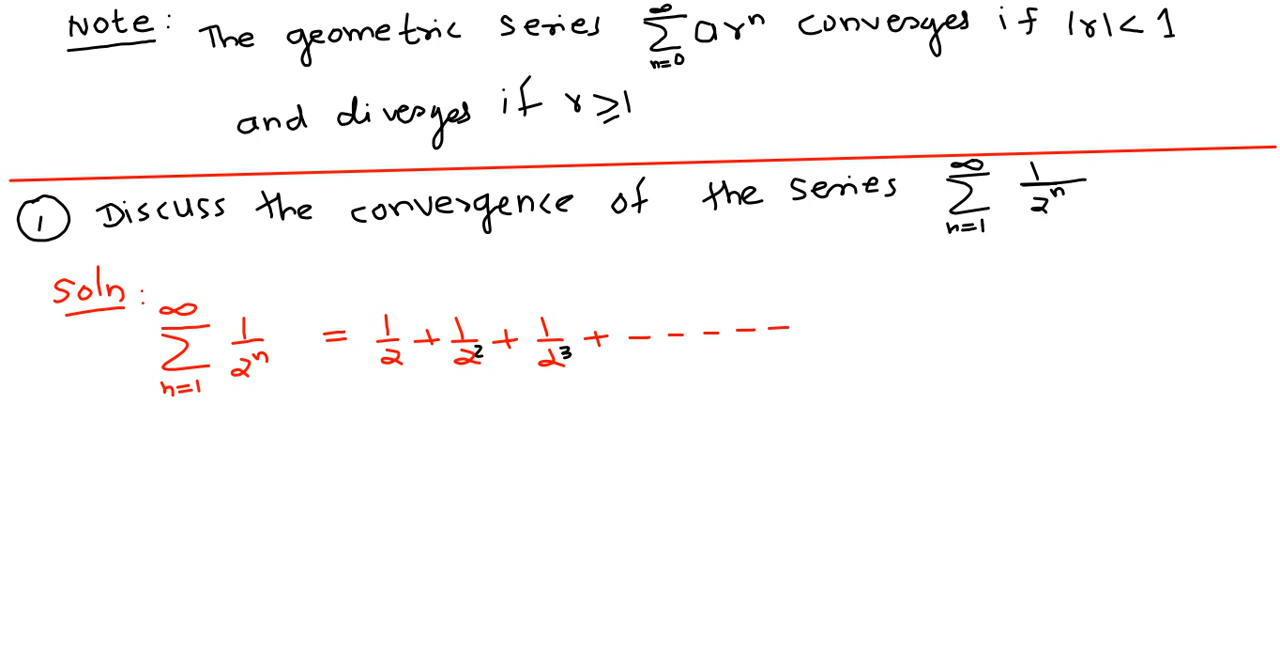 Note: The geometric series ∑_{n=0}^{∞} ar^n converges if |r| < 1
and diverges if r ≥ 1
① Discuss the convergence of the series ∑_{n=1}^{∞} 1/2^n
Soln:
∑_{n=1}^{∞} 1/2^n = 1/2 + 1/2^2 + 1/2^3 + - - - - - -